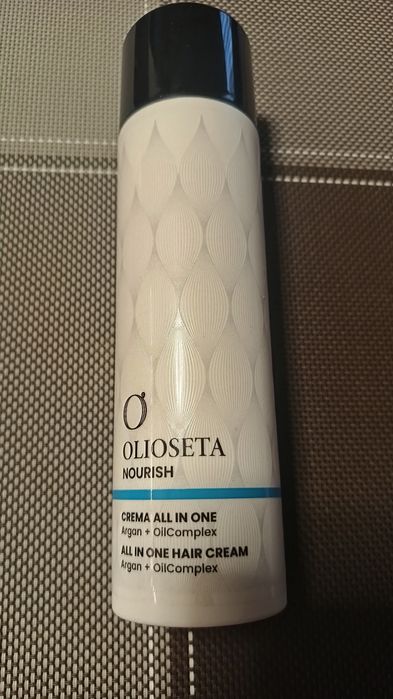 OLIOSETA
NOURISH
CREMA ALL IN ONE
Argan + OilComplex
ALL IN ONE HAIR CREAM
Argan + OilComplex